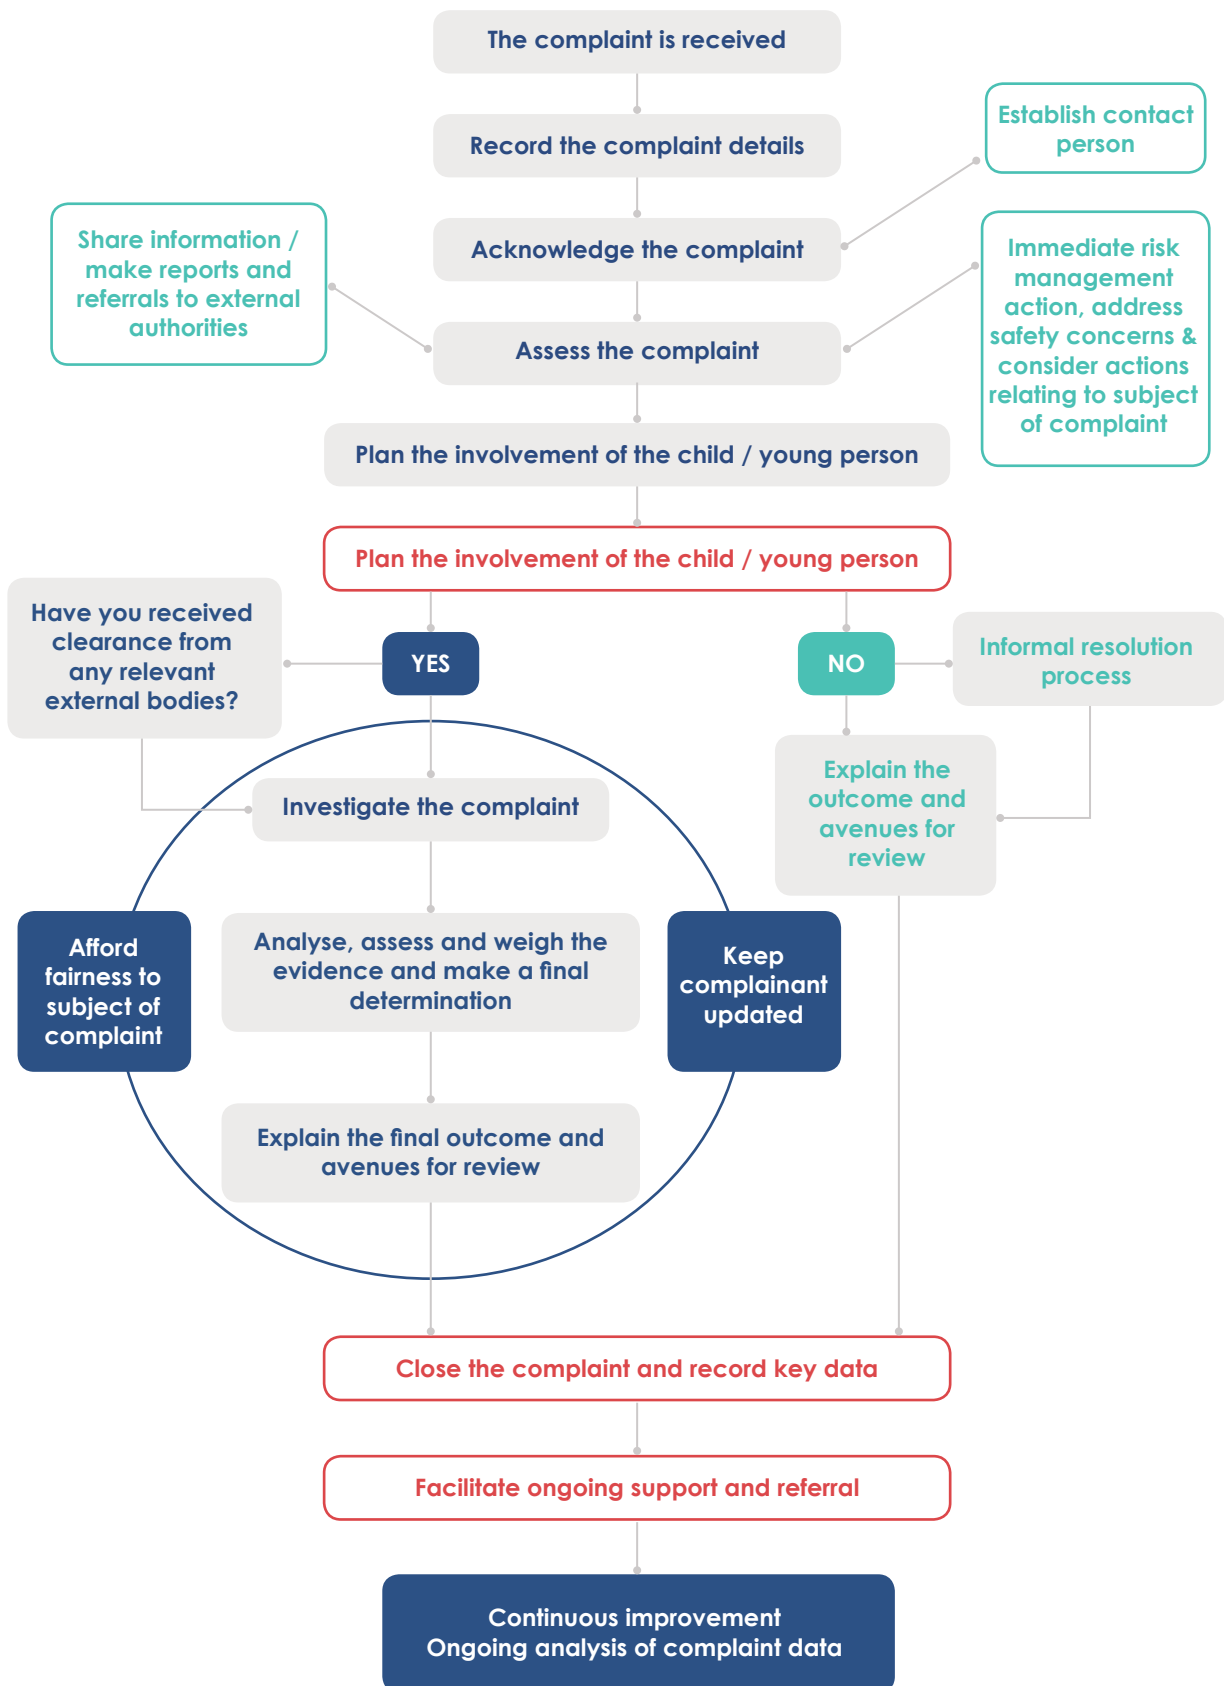 The complaint is received
Record the complaint details
Establish contact
person
Acknowledge the complaint
Share information /
make reports and
referrals to external
authorities
Immediate risk
management
action, address
safety concerns &
consider actions
relating to subject
of complaint
Assess the complaint
Plan the involvement of the child / young person
Plan the involvement of the child / young person
Have you received
clearance from
any relevant
external bodies?
YES
NO
Informal resolution
process
Investigate the complaint
Explain the
outcome and
avenues for
review
Afford
fairness to
subject of
complaint
Analyse, assess and weigh the
evidence and make a final
determination
Keep
complainant
updated
Explain the final outcome and
avenues for review
Close the complaint and record key data
Facilitate ongoing support and referral
Continuous improvement
Ongoing analysis of complaint data